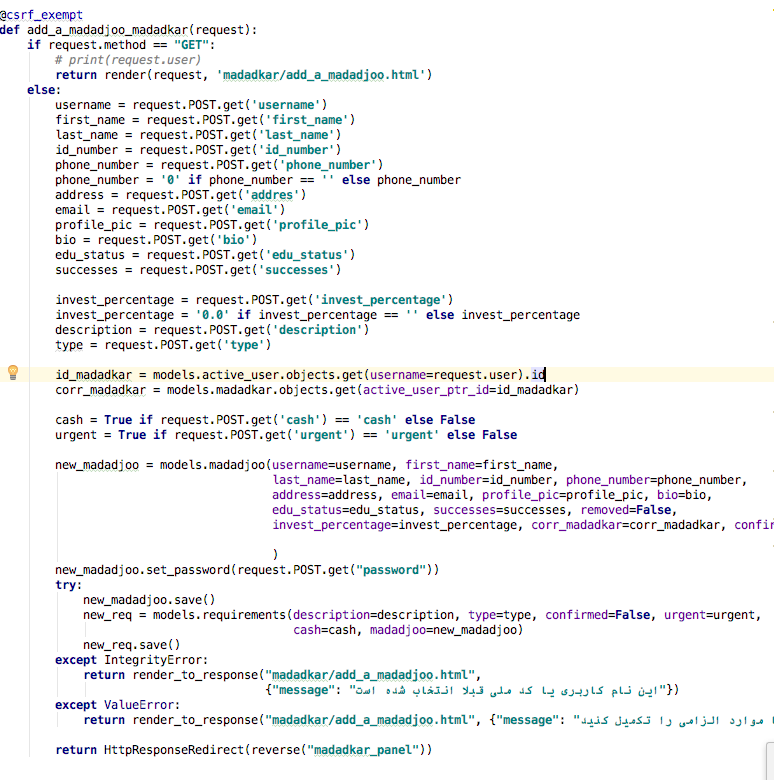 @csrf_exempt
def add_a_madadjoo_madadkar(request):
    if request.method == "GET":
        # print(request.user)
        return render(request, 'madadkar/add_a_madadjoo.html')
    else:
        username = request.POST.get('username')
        first_name = request.POST.get('first_name')
        last_name = request.POST.get('last_name')
        id_number = request.POST.get('id_number')
        phone_number = request.POST.get('phone_number')
        phone_number = '0' if phone_number == '' else phone_number
        address = request.POST.get('addres')
        email = request.POST.get('email')
        profile_pic = request.POST.get('profile_pic')
        bio = request.POST.get('bio')
        edu_status = request.POST.get('edu_status')
        successes = request.POST.get('successes')
        invest_percentage = request.POST.get('invest_percentage')
        invest_percentage = '0.0' if invest_percentage == '' else invest_percentage
        description = request.POST.get('description')
        type = request.POST.get('type')
        id_madadkar = models.active_user.objects.get(username=request.user).id
        corr_madadkar = models.madadkar.objects.get(active_user_ptr_id=id_madadkar)
        cash = True if request.POST.get('cash') == 'cash' else False
        urgent = True if request.POST.get('urgent') == 'urgent' else False
        new_madadjoo = models.madadjoo(username=username, first_name=first_name,
                                       last_name=last_name, id_number=id_number, phone_number=phone_number,
                                       address=address, email=email, profile_pic=profile_pic, bio=bio,
                                       edu_status=edu_status, successes=successes, removed=False,
                                       invest_percentage=invest_percentage, corr_madadkar=corr_madadkar, confir
                                       )
        new_madadjoo.set_password(request.POST.get("password"))
        try:
            new_madadjoo.save()
            new_req = models.requirements(description=description, type=type, confirmed=False, urgent=urgent,
                                          cash=cash, madadjoo=new_madadjoo)
            new_req.save()
        except IntegrityError:
            return render_to_response("madadkar/add_a_madadjoo.html",
                                      {"message": "این نام کاربری یا کد ملی قبلا انتخاب شده است"})
        except ValueError:
            return render_to_response("madadkar/add_a_madadjoo.html", {"message": "موارد الزامی را تکمیل کنید
        return HttpResponseRedirect(reverse("madadkar_panel"))